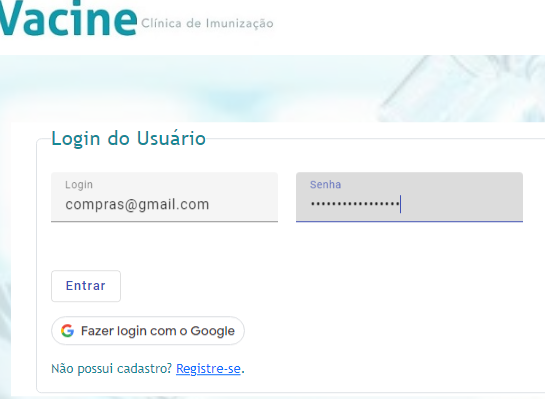 Vacine Clínica de Imunização
Login do Usuário
Login
Senha
compras@gmail.com
•••••••••••••••••
Entrar
Fazer login com o Google
Não possui cadastro? Registre-se.